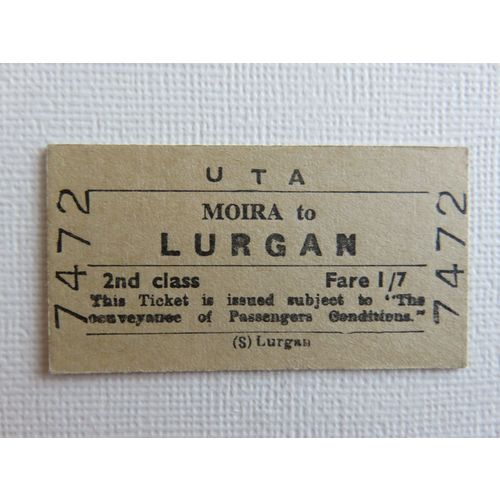 UTA
MOIRA to
LURGAN
2nd class Fare 1/7
This Ticket is issued subject to "The
conveyance of Passengers Conditions."
(S) Lurgan
7472
7472